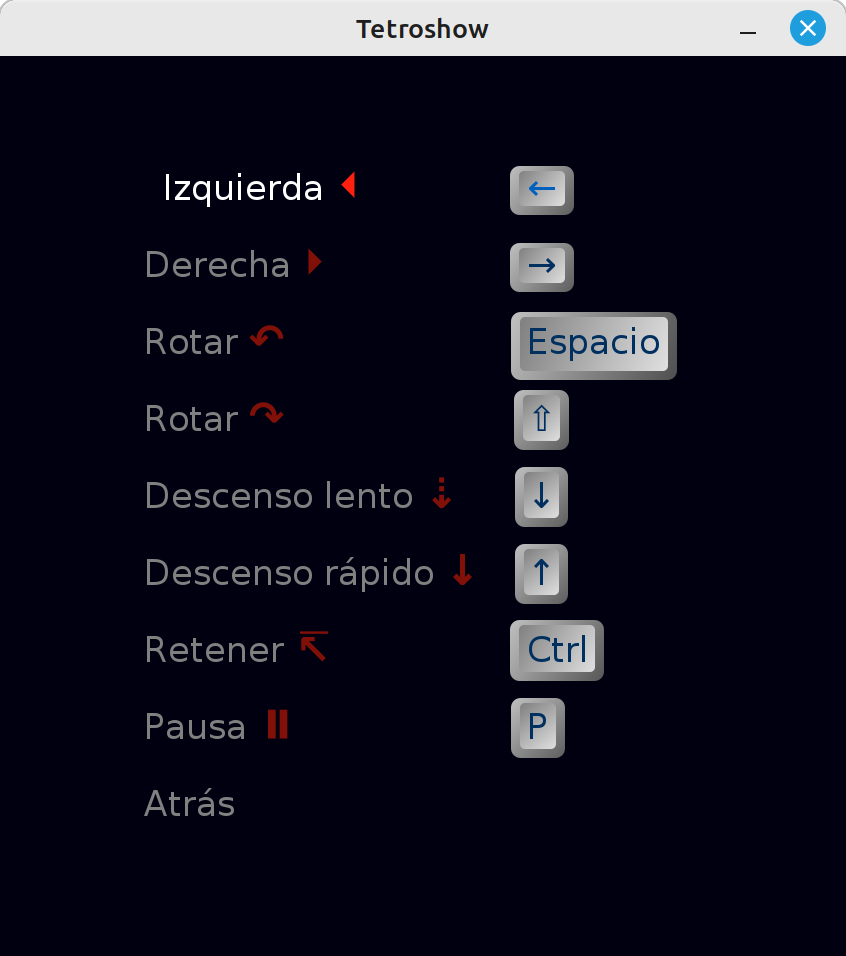 Tetroshow
Izquierda ←
Derecha →
Rotar ↶ Espacio
Rotar ↷ ⇧
Descenso lento ⇣ ↓
Descenso rápido ↓ ↑
Retener ↸ Ctrl
Pausa ⏸ P
Atrás